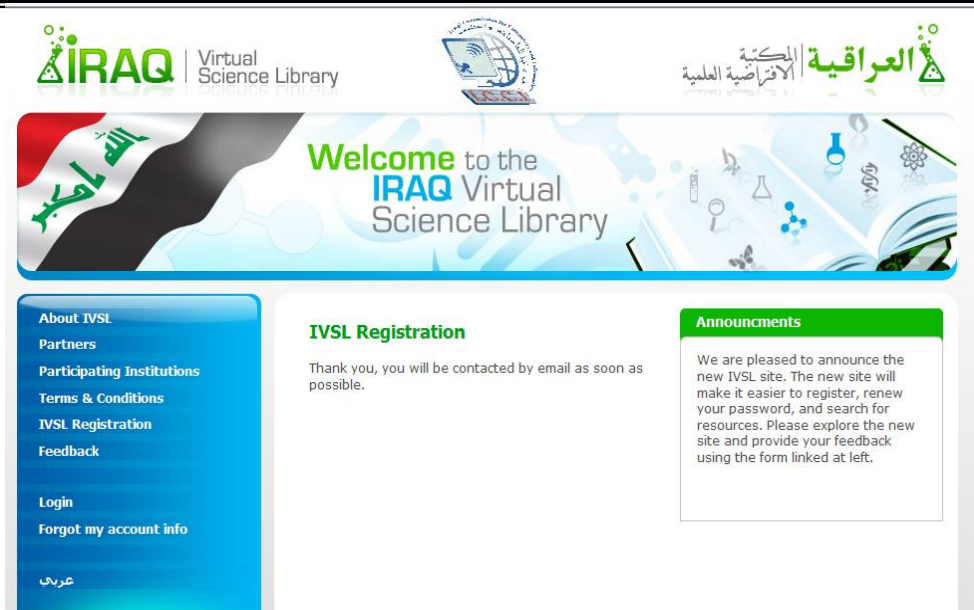 IRAQ Virtual
Science Library
I.C.C.I.
العراقية المكتبة
الافتراضية العلمية
الله اكبر
Welcome to the
IRAQ Virtual
Science Library
About IVSL
Partners
Participating Institutions
Terms & Conditions
IVSL Registration
Feedback
Login
Forgot my account info
عربي
IVSL Registration
Thank you, you will be contacted by email as soon as
possible.
Announcments
We are pleased to announce the
new IVSL site. The new site will
make it easier to register, renew
your password, and search for
resources. Please explore the new
site and provide your feedback
using the form linked at left.